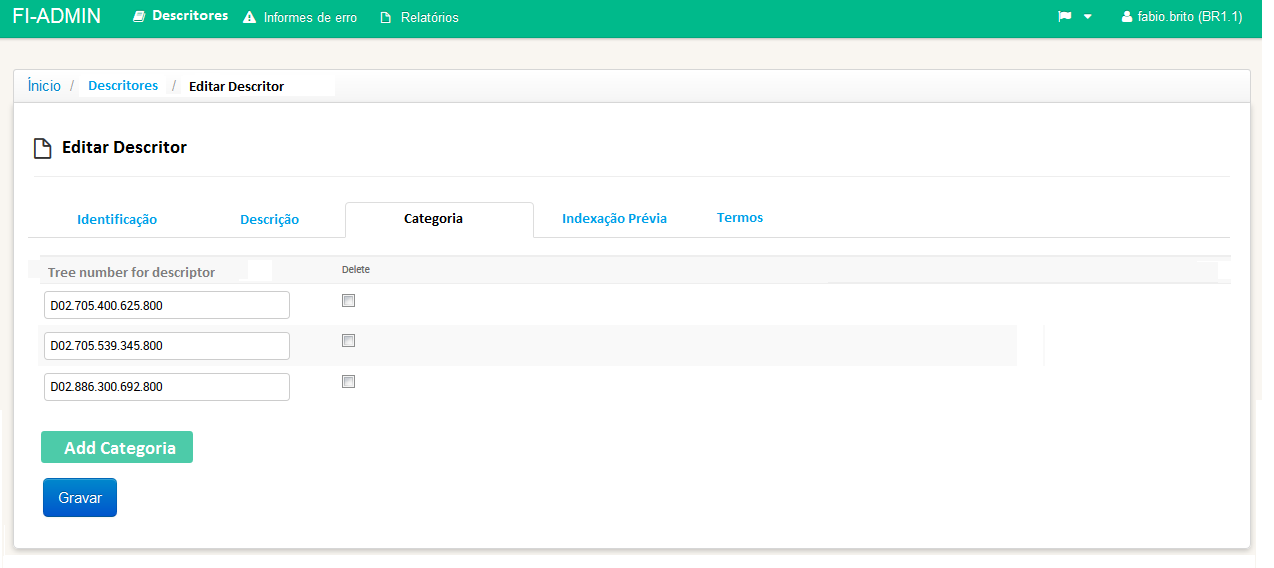 FI-ADMIN Descritores Informes de erro Relatórios fabio.brito (BR1.1)
Ínicio / Descritores / Editar Descritor
Editar Descritor
Identificação Descrição Categoria Indexação Prévia Termos
Tree number for descriptor Delete
D02.705.400.625.800
D02.705.539.345.800
D02.886.300.692.800
Add Categoria
Gravar